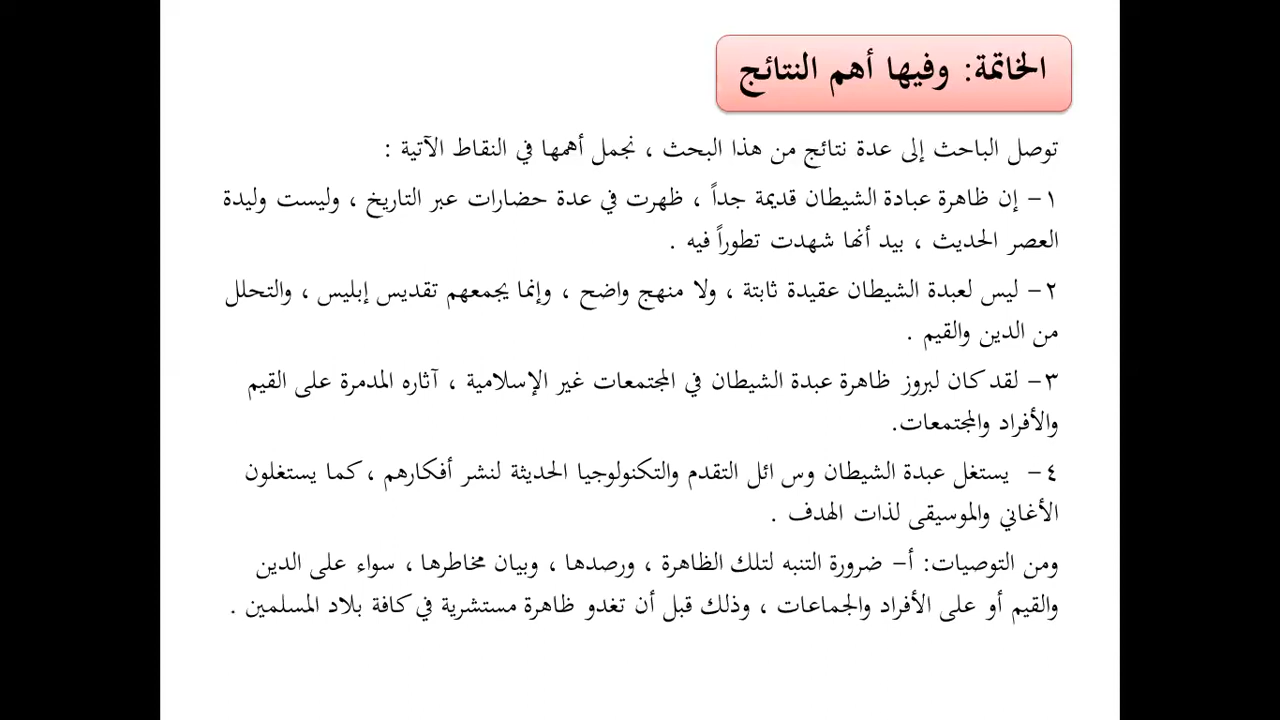 الخاتمة: وفيها أهم النتائج
توصل الباحث إلى عدة نتائج من هذا البحث ، نجمل أهمها في النقاط الآتية :
١- إن ظاهرة عبادة الشيطان قديمة جداً ، ظهرت في عدة حضارات عبر التاريخ ، وليست وليدة
العصر الحديث ، بيد أنها شهدت تطوراً فيه .
٢- ليس لعبدة الشيطان عقيدة ثابتة ، ولا منهج واضح ، وإنما يجمعهم تقديس إبليس ، والتحلل
من الدين والقيم .
٣- لقد كان لبروز ظاهرة عبدة الشيطان في المجتمعات غير الإسلامية ، آثاره المدمرة على القيم
والأفراد والمجتمعات.
٤- يستغل عبدة الشيطان وس ائل التقدم والتكنولوجيا الحديثة لنشر أفكارهم ، كما يستغلون
الأغاني والموسيقى لذات الهدف .
ومن التوصيات: أ- ضرورة التنبه لتلك الظاهرة ، ورصدها ، وبيان مخاطرها ، سواء على الدين
والقيم أو على الأفراد والجماعات ، وذلك قبل أن تغدو ظاهرة مستشرية في كافة بلاد المسلمين .